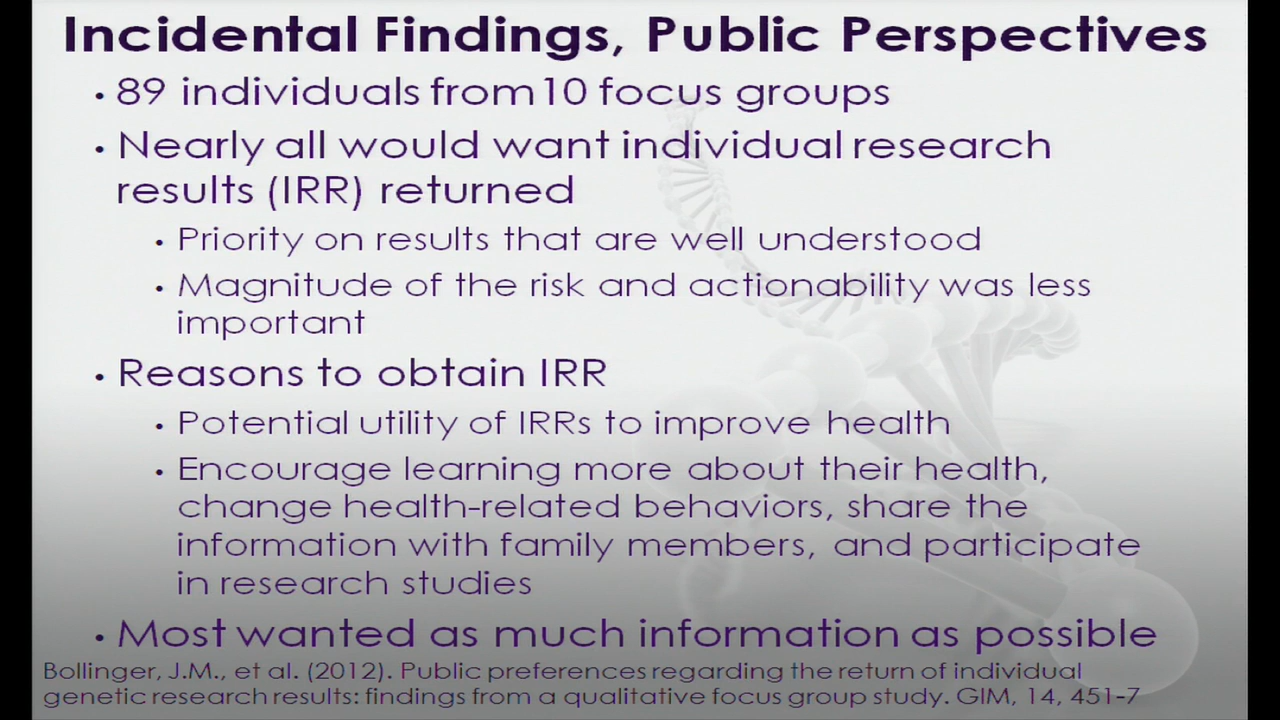 Incidental Findings, Public Perspectives
• 89 individuals from 10 focus groups
• Nearly all would want individual research
results (IRR) returned
• Priority on results that are well understood
• Magnitude of the risk and actionability was less
important
• Reasons to obtain IRR
• Potential utility of IRRs to improve health
• Encourage learning more about their health,
change health-related behaviors, share the
information with family members, and participate
in research studies
• Most wanted as much information as possible
Bollinger, J.M., et al. (2012). Public preferences regarding the return of individual
genetic research results: findings from a qualitative focus group study. GIM, 14, 451-7